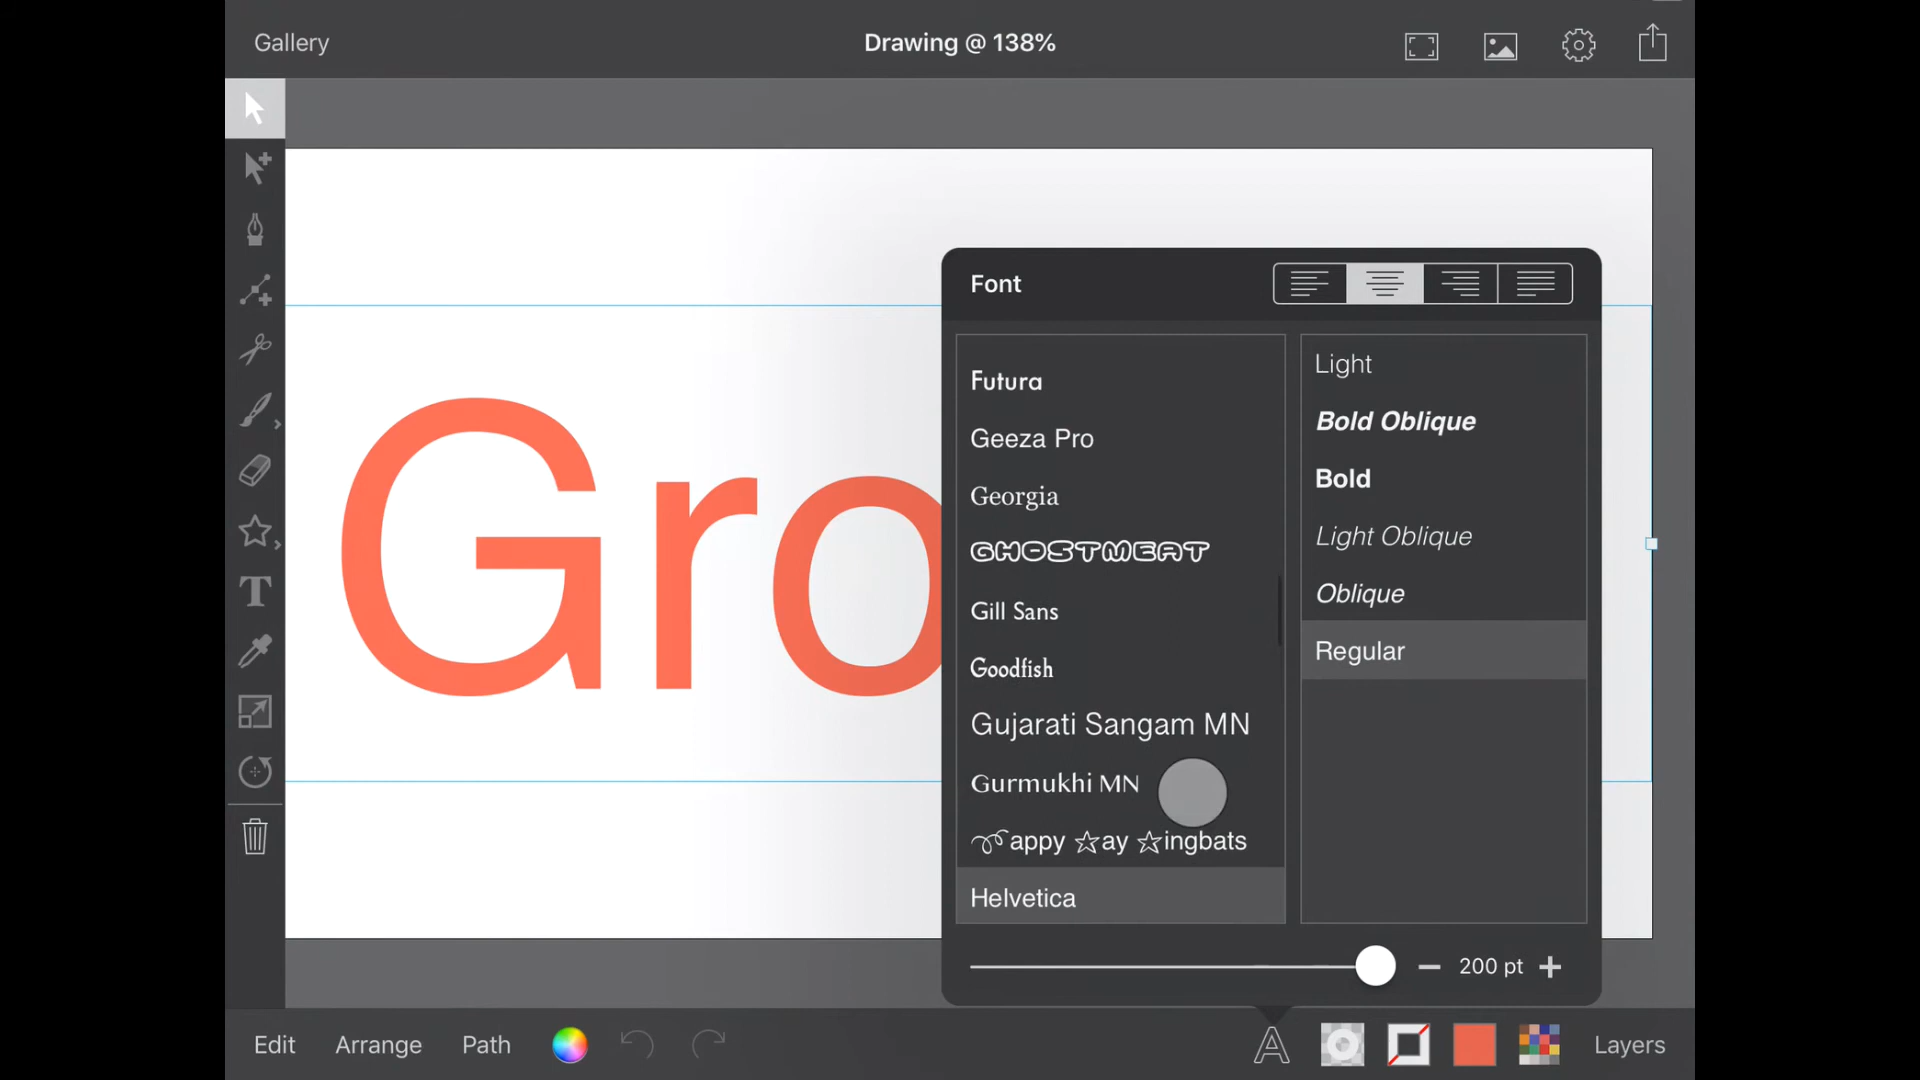 Gallery
Drawing @ 138%
Gro
Font
Futura
Geeza Pro
Georgia
GHOSTMEAT
Gill Sans
Goodfish
Gujarati Sangam MN
Gurmukhi MN
appy ☆ay ☆ingbats
Helvetica
Light
Bold Oblique
Bold
Light Oblique
Oblique
Regular
200 pt
Edit
Arrange
Path
Layers